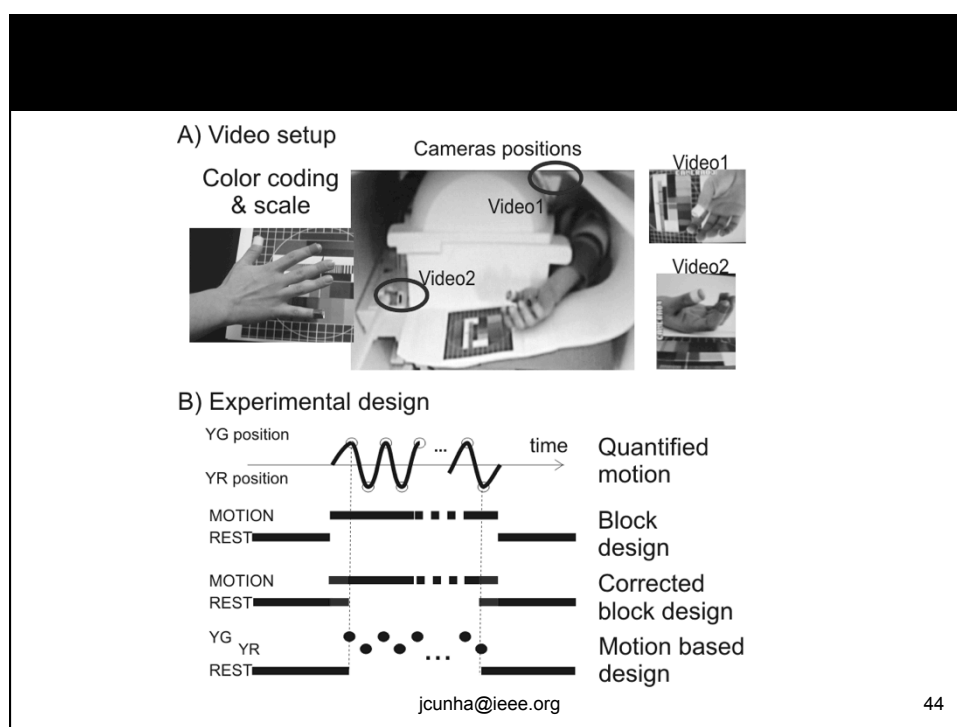 A) Video setup
Cameras positions
Color coding
& scale
Video1
Video2
Video1
Video2
B) Experimental design
YG position
YR position
...
time
Quantified
motion
MOTION
REST
Block
design
MOTION
REST
Corrected
block design
YG
YR
REST
...
Motion based
design
jcunha@ieee.org
44